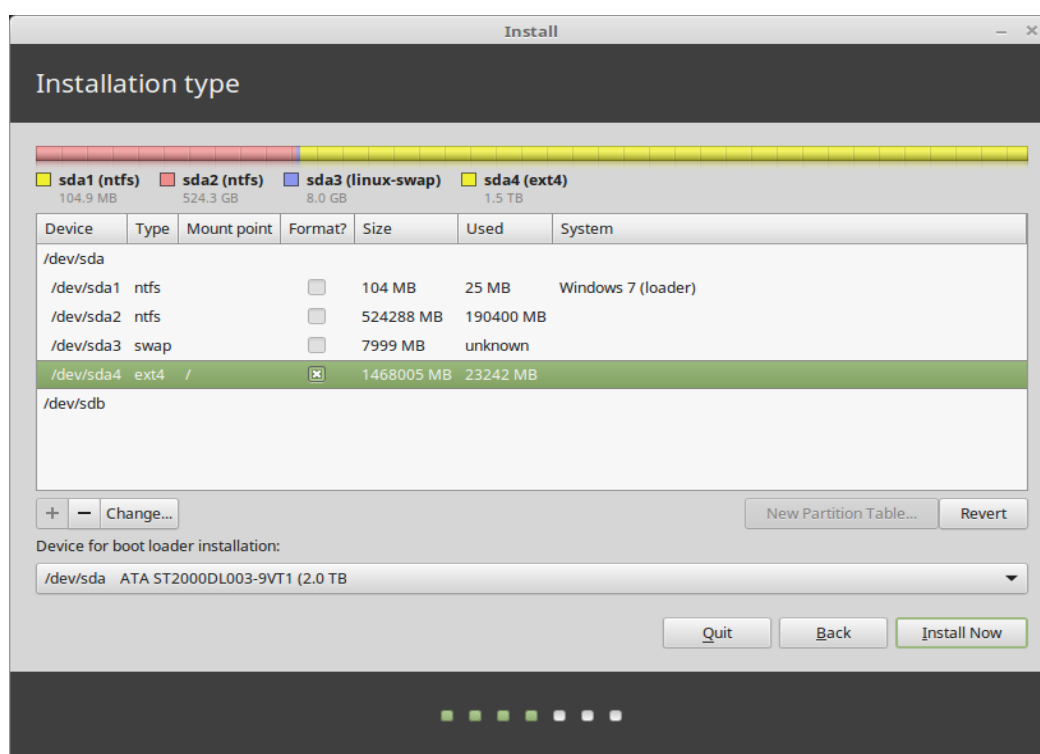 Install
Installation type
sda1 (ntfs) sda2 (ntfs) sda3 (linux-swap) sda4 (ext4)
104.9 MB 524.3 GB 8.0 GB 1.5 TB
Device Type Mount point Format? Size Used System
/dev/sda
/dev/sda1 ntfs 104 MB 25 MB Windows 7 (loader)
/dev/sda2 ntfs 524288 MB 190400 MB
/dev/sda3 swap 7999 MB unknown
/dev/sda4 ext4 / 1468005 MB 23242 MB
/dev/sdb
+ − Change... New Partition Table... Revert
Device for boot loader installation:
/dev/sda ATA ST2000DL003-9VT1 (2.0 TB
Quit Back Install Now